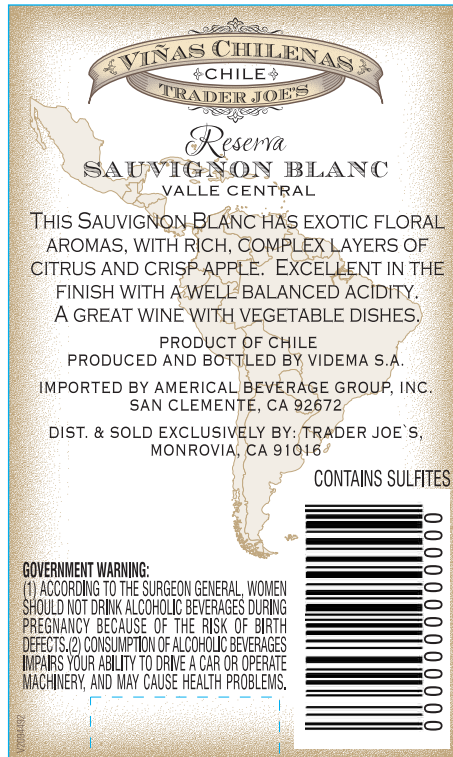 VIÑAS CHILENAS
CHILE
TRADER JOE'S
Reserva
SAUVIGNON BLANC
VALLE CENTRAL
THIS SAUVIGNON BLANC HAS EXOTIC FLORAL
AROMAS, WITH RICH, COMPLEX LAYERS OF
CITRUS AND CRISP APPLE. EXCELLENT IN THE
FINISH WITH A WELL BALANCED ACIDITY.
A GREAT WINE WITH VEGETABLE DISHES.
PRODUCT OF CHILE
PRODUCED AND BOTTLED BY VIDEMA S.A.
IMPORTED BY AMERICAL BEVERAGE GROUP, INC.
SAN CLEMENTE, CA 92672
DIST. & SOLD EXCLUSIVELY BY: TRADER JOE`S,
MONROVIA, CA 91016
CONTAINS SULFITES
GOVERNMENT WARNING:
(1) ACCORDING TO THE SURGEON GENERAL, WOMEN
SHOULD NOT DRINK ALCOHOLIC BEVERAGES DURING
PREGNANCY BECAUSE OF THE RISK OF BIRTH
DEFECTS.(2) CONSUMPTION OF ALCOHOLIC BEVERAGES
IMPAIRS YOUR ABILITY TO DRIVE A CAR OR OPERATE
MACHINERY, AND MAY CAUSE HEALTH PROBLEMS.
000000000000
V2094492